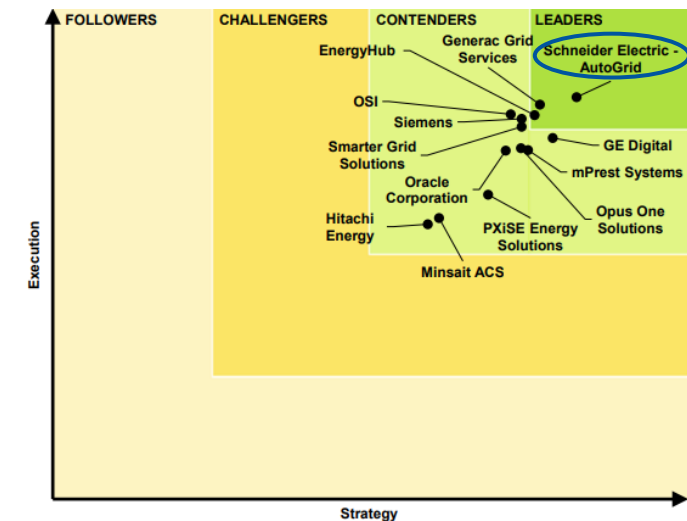 FOLLOWERS
CHALLENGERS
CONTENDERS
LEADERS
Generac Grid
Services
Schneider Electric -
AutoGrid
EnergyHub
OSI
Siemens
Smarter Grid
Solutions
GE Digital
mPrest Systems
Oracle
Corporation
Opus One
Solutions
Hitachi
Energy
PXiSE Energy
Solutions
Minsait ACS
Execution
Strategy